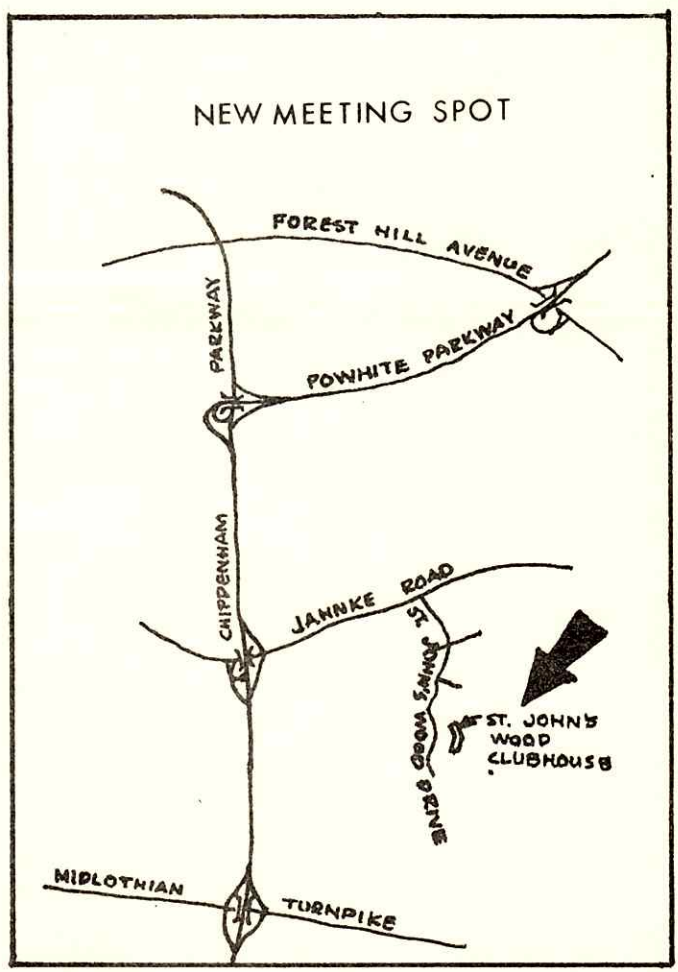 NEW MEETING SPOT
FOREST HILL AVENUE
PARKWAY
POWHITE PARKWAY
CHIPPENHAM
JAHNKE ROAD
ST. JOHN'S WOOD DRIVE
ST. JOHN'S
WOOD
CLUBHOUSE
MIDLOTHIAN
TURNPIKE